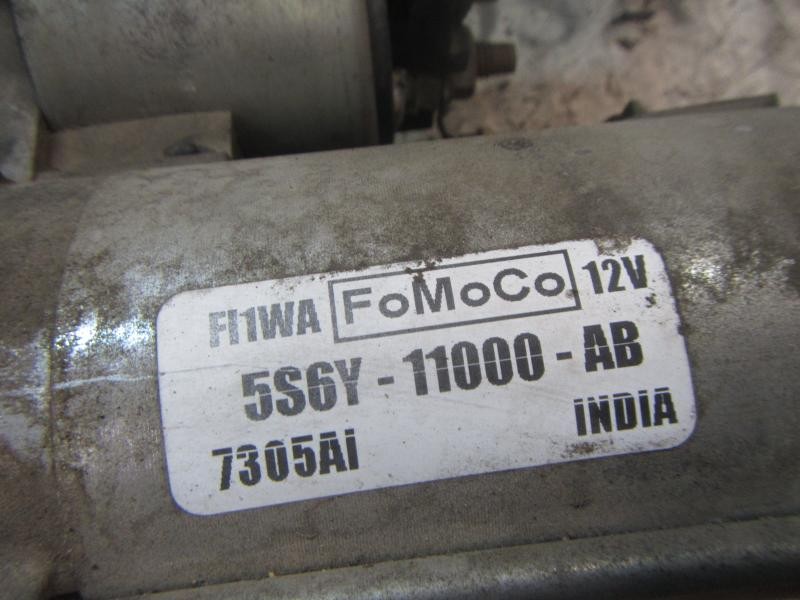 FI1WA FoMoCo 12V
5S6Y - 11000 - AB
7305Ai iNDIA